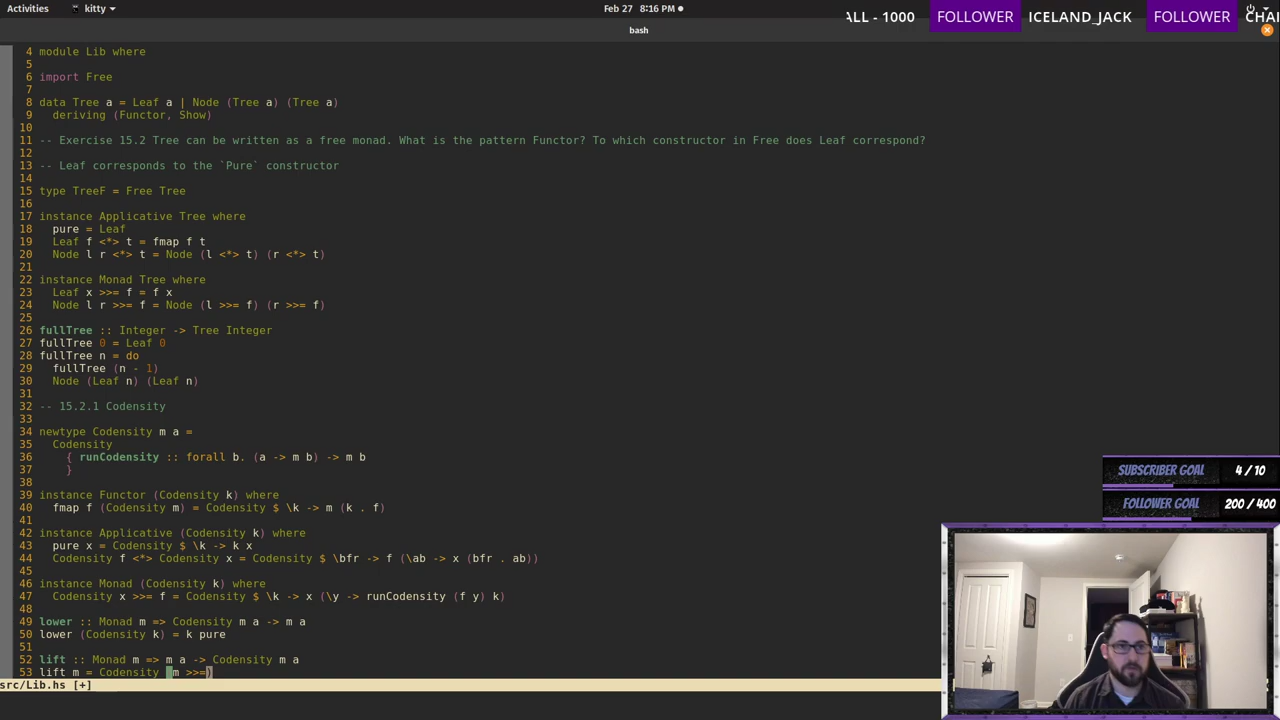 Activities kitty Feb 27 8:16 PM
ALL - 1000 FOLLOWER ICELAND_JACK FOLLOWER CHAI
bash
4 module Lib where
5
6 import Free
7
8 data Tree a = Leaf a | Node (Tree a) (Tree a)
9   deriving (Functor, Show)
10
11 -- Exercise 15.2 Tree can be written as a free monad. What is the pattern Functor? To which constructor in Free does Leaf correspond?
12
13 -- Leaf corresponds to the `Pure` constructor
14
15 type TreeF = Free Tree
16
17 instance Applicative Tree where
18   pure = Leaf
19   Leaf f <*> t = fmap f t
20   Node l r <*> t = Node (l <*> t) (r <*> t)
21
22 instance Monad Tree where
23   Leaf x >>= f = f x
24   Node l r >>= f = Node (l >>= f) (r >>= f)
25
26 fullTree :: Integer -> Tree Integer
27 fullTree 0 = Leaf 0
28 fullTree n = do
29   fullTree (n - 1)
30   Node (Leaf n) (Leaf n)
31
32 -- 15.2.1 Codensity
33
34 newtype Codensity m a =
35   Codensity
36     { runCodensity :: forall b. (a -> m b) -> m b
37     }
38
39 instance Functor (Codensity k) where
40   fmap f (Codensity m) = Codensity $ \k -> m (k . f)
41
42 instance Applicative (Codensity k) where
43   pure x = Codensity $ \k -> k x
44   Codensity f <*> Codensity x = Codensity $ \bfr -> f (\ab -> x (bfr . ab))
45
46 instance Monad (Codensity k) where
47   Codensity x >>= f = Codensity $ \k -> x (\y -> runCodensity (f y) k)
48
49 lower :: Monad m => Codensity m a -> m a
50 lower (Codensity k) = k pure
51
52 lift :: Monad m => m a -> Codensity m a
53 lift m = Codensity (m >>=)
src/Lib.hs [+]
SUBSCRIBER GOAL 4 / 10
FOLLOWER GOAL 200 / 400